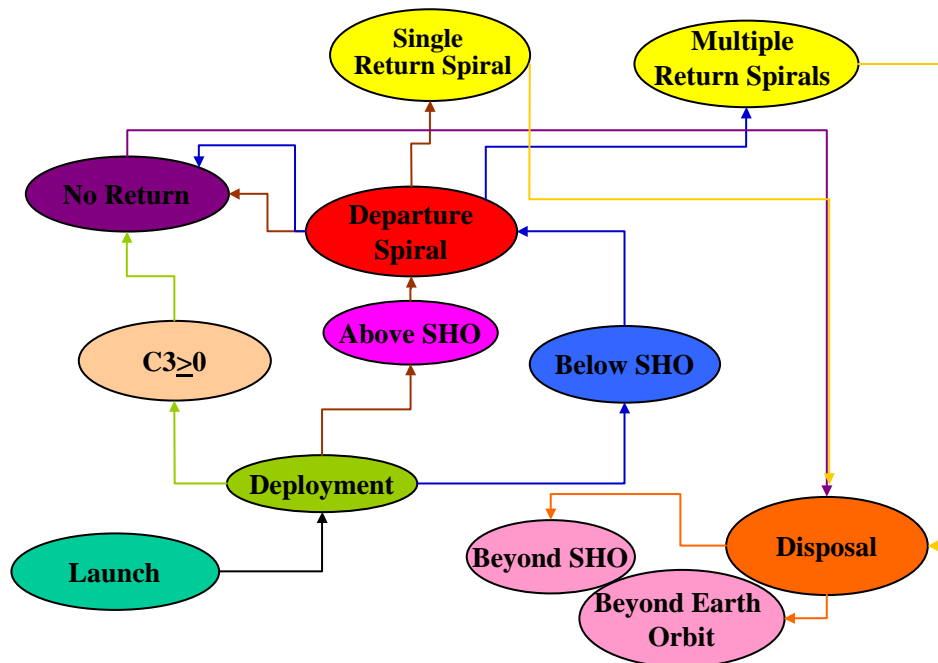 Single
Return Spiral
Multiple
Return Spirals
No Return
Departure
Spiral
Above SHO
C3≥0
Below SHO
Deployment
Launch
Beyond SHO
Disposal
Beyond Earth
Orbit